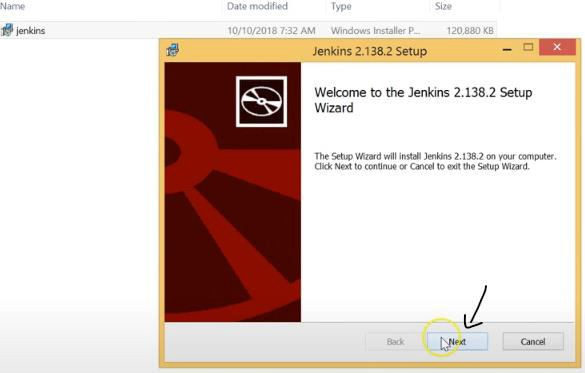 Name Date modified Type Size
jenkins 10/10/2018 7:32 AM Windows Installer P... 120,880 KB
Jenkins 2.138.2 Setup
Welcome to the Jenkins 2.138.2 Setup
Wizard
The Setup Wizard will install Jenkins 2.138.2 on your computer.
Click Next to continue or Cancel to exit the Setup Wizard.
Back Next Cancel